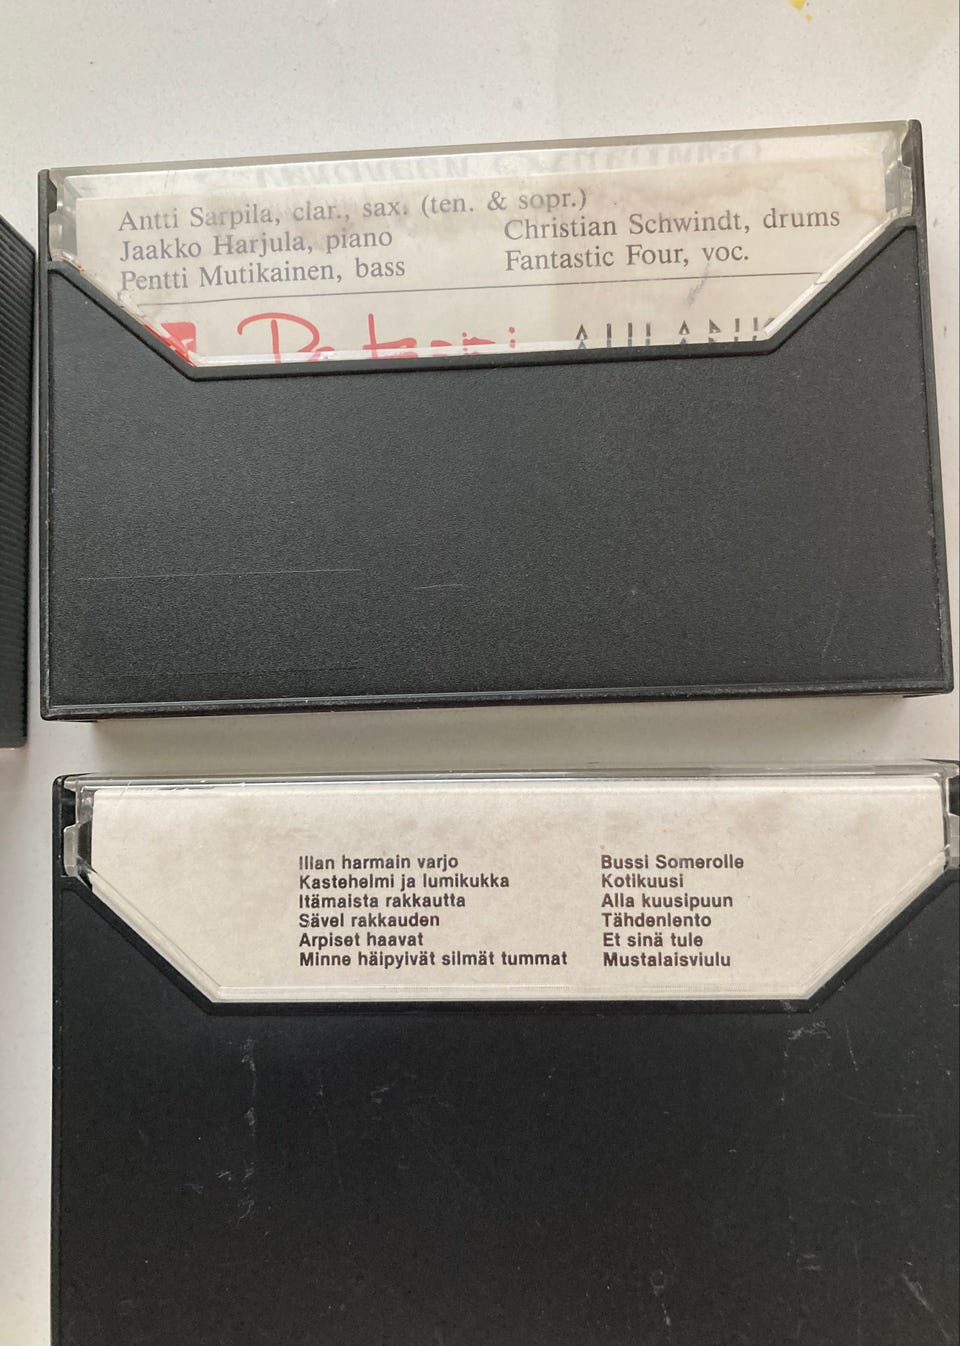 Antti Sarpila, clar., sax. (ten. & sopr.)
Jaakko Harjula, piano
Pentti Mutikainen, bass
Christian Schwindt, drums
Fantastic Four, voc.
Illan harmain varjo
Kastehelmi ja lumikukka
Itämaista rakkautta
Sävel rakkauden
Arpiset haavat
Minne häipyivät silmät tummat
Bussi Somerolle
Kotikuusi
Alla kuusipuun
Tähdenlento
Et sinä tule
Mustalaisviulu